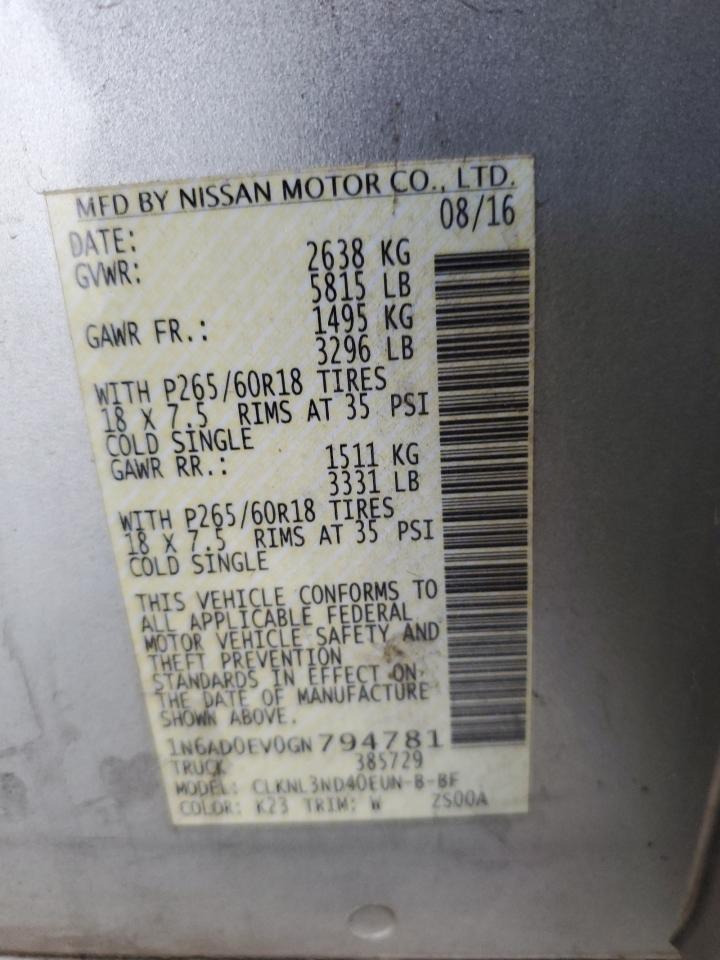 MFD BY NISSAN MOTOR CO., LTD.
DATE: 08/16
GVWR: 2638 KG
5815 LB
GAWR FR.: 1495 KG
3296 LB
WITH P265/60R18 TIRES
18 X 7.5 RIMS AT 35 PSI
COLD SINGLE
GAWR RR.: 1511 KG
3331 LB
WITH P265/60R18 TIRES
18 X 7.5 RIMS AT 35 PSI
COLD SINGLE
THIS VEHICLE CONFORMS TO
ALL APPLICABLE FEDERAL
MOTOR VEHICLE SAFETY AND
THEFT PREVENTION
STANDARDS IN EFFECT ON
THE DATE OF MANUFACTURE
SHOWN ABOVE.
1N6AD0EV0GN794781
TRUCK 385729
MODEL: CLKNL3ND40EUN-B-BF
COLOR: K23 TRIM: W ZS00A